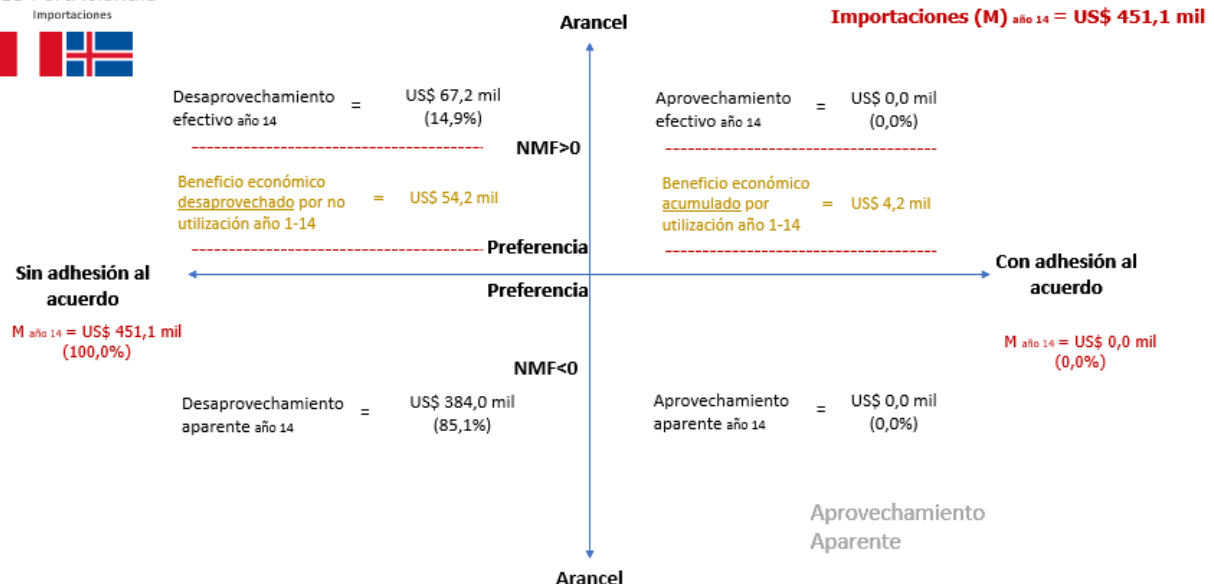 Importaciones
Importaciones (M) año 14 = US$ 451,1 mil
Arancel
Desaprovechamiento
efectivo año 14
=
US$ 67,2 mil
(14,9%)
Aprovechamiento
efectivo año 14
=
US$ 0,0 mil
(0,0%)
NMF>0
Beneficio económico
desaprovechado por no
utilización año 1-14
=
US$ 54,2 mil
Beneficio económico
acumulado por
utilización año 1-14
=
US$ 4,2 mil
Preferencia
Sin adhesión al
acuerdo
Con adhesión al
acuerdo
Preferencia
M año 14 = US$ 451,1 mil
(100,0%)
M año 14 = US$ 0,0 mil
(0,0%)
NMF<0
Desaprovechamiento
aparente año 14
=
US$ 384,0 mil
(85,1%)
Aprovechamiento
aparente año 14
=
US$ 0,0 mil
(0,0%)
Aprovechamiento
Aparente
Arancel